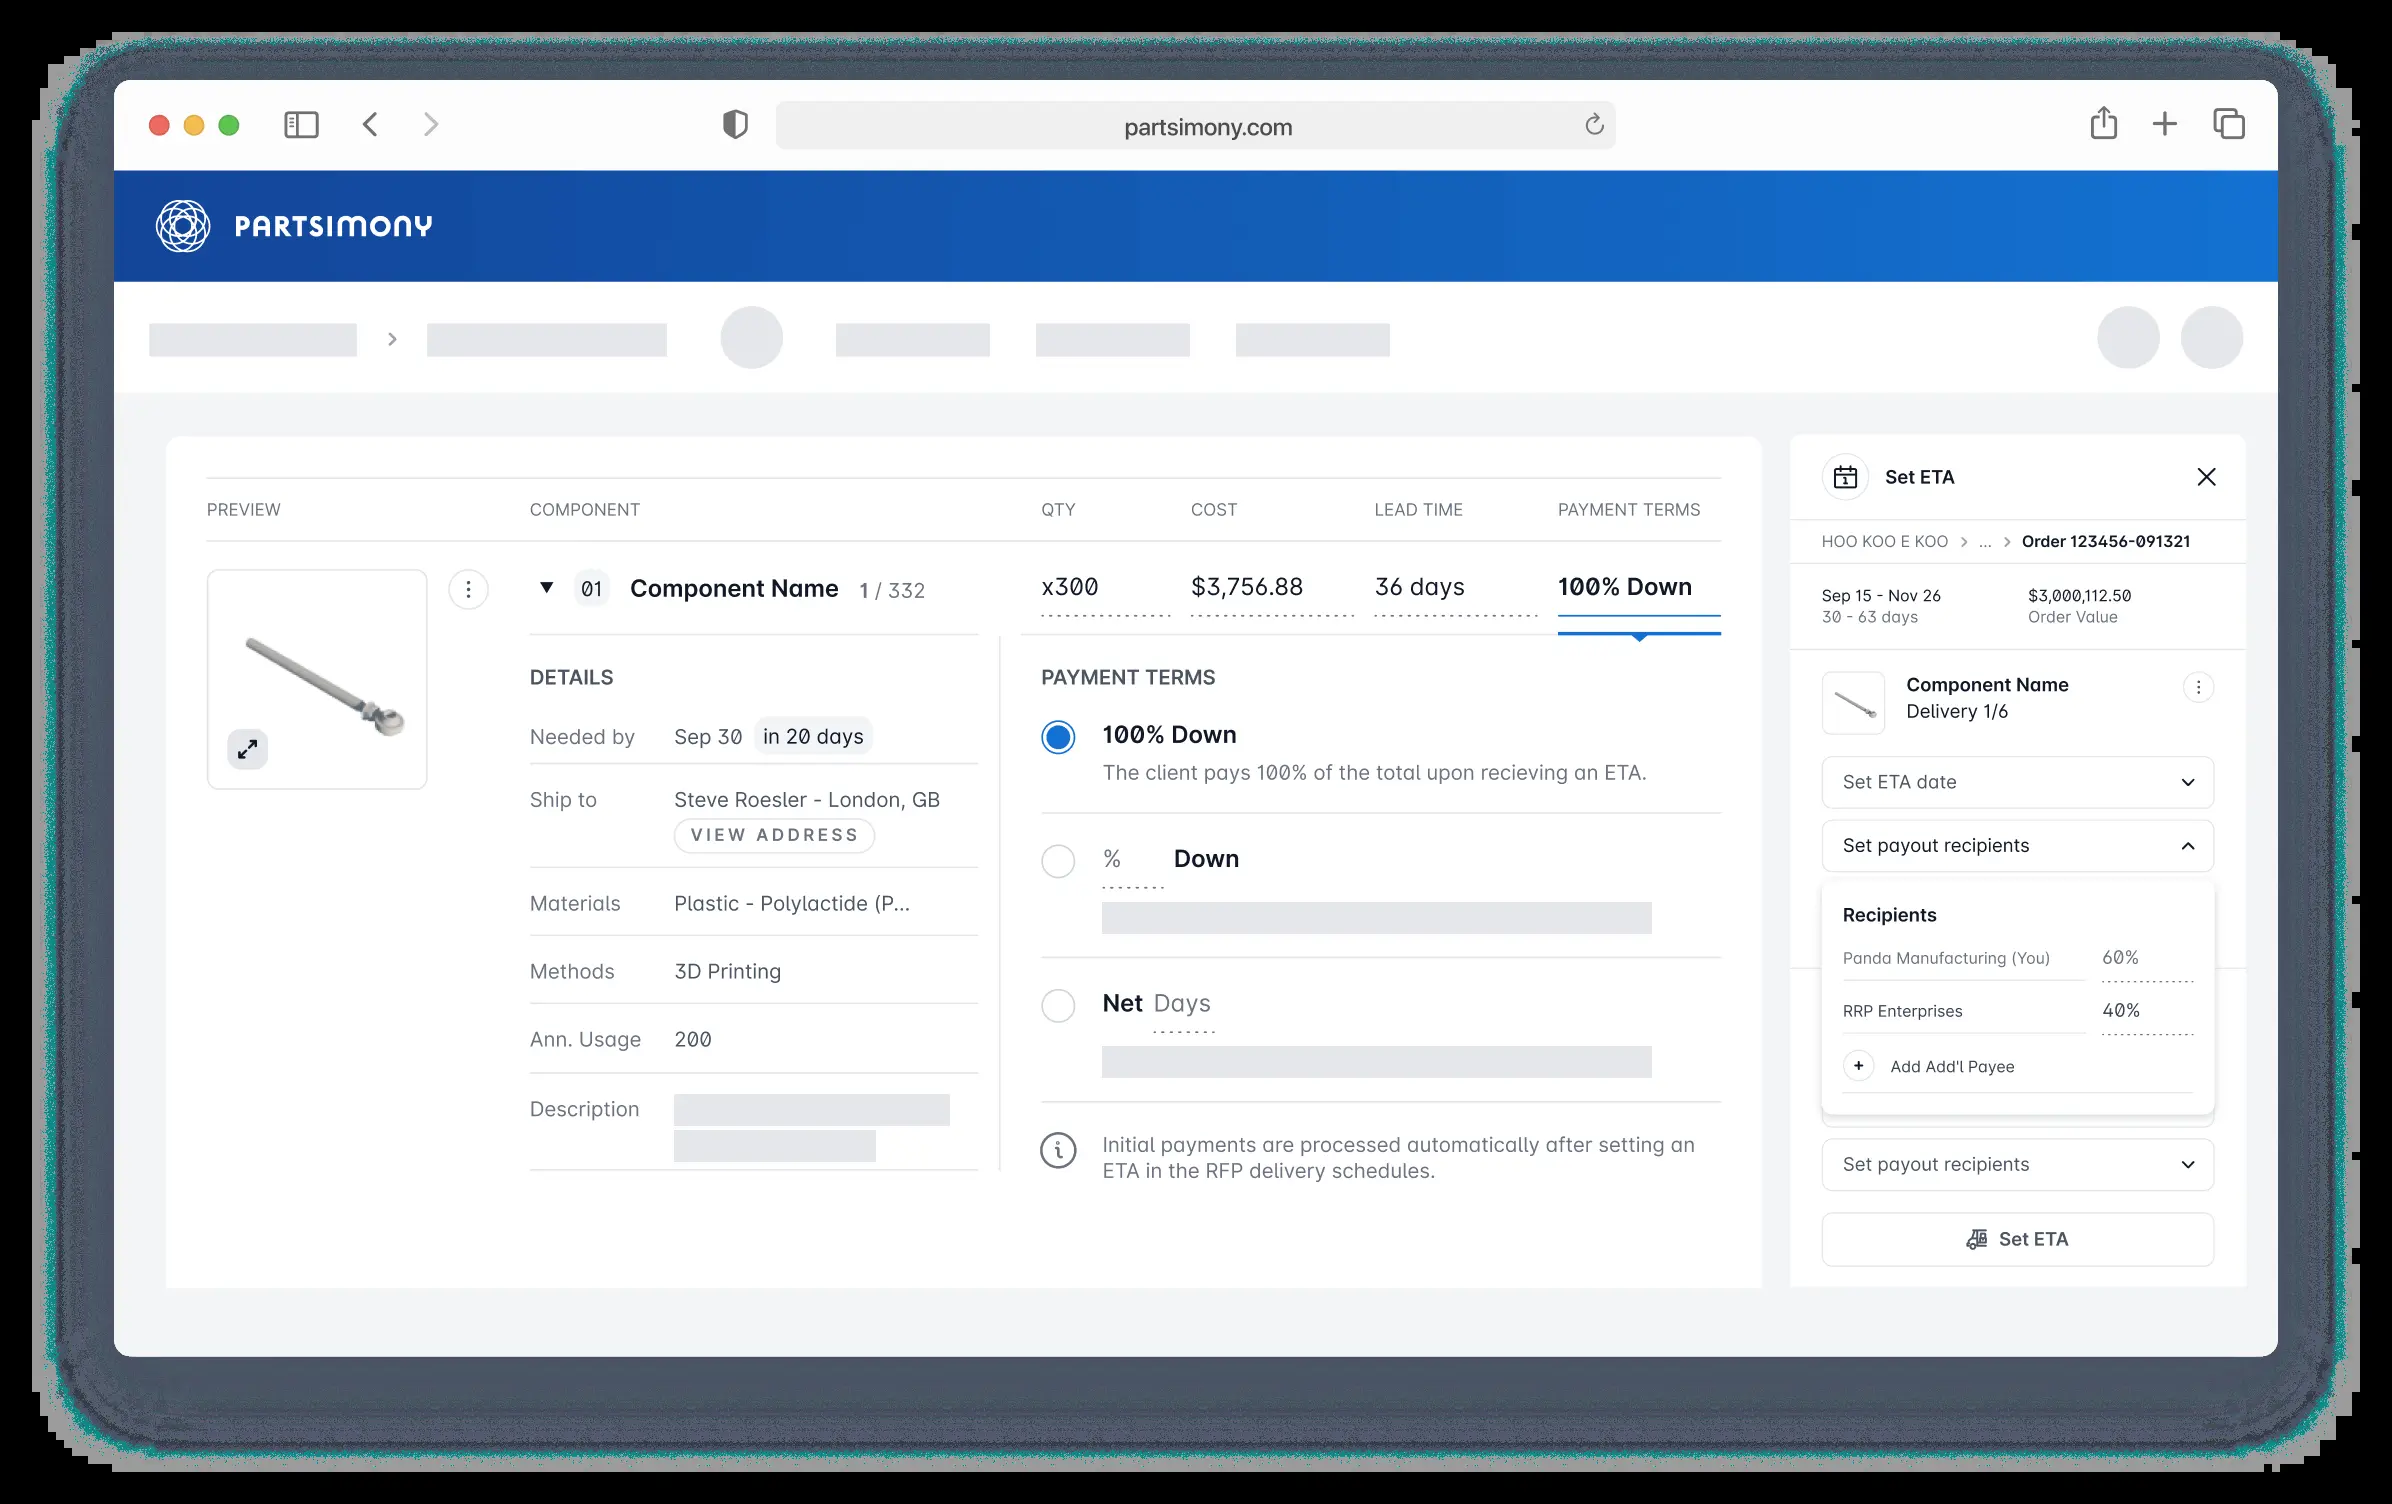 partsimony.com
PARTSIMONY
PREVIEW COMPONENT QTY COST LEAD TIME PAYMENT TERMS
01 Component Name 1 / 332 x300 $3,756.88 36 days 100% Down
DETAILS
Needed by Sep 30 in 20 days
Ship to Steve Roesler - London, GB
VIEW ADDRESS
Materials Plastic - Polylactide (P...
Methods 3D Printing
Ann. Usage 200
Description
PAYMENT TERMS
100% Down
The client pays 100% of the total upon recieving an ETA.
% Down
Net Days
Initial payments are processed automatically after setting an
ETA in the RFP delivery schedules.
Set ETA
HOO KOO E KOO > ... > Order 123456-091321
Sep 15 - Nov 26 $3,000,112.50
30 - 63 days Order Value
Component Name
Delivery 1/6
Set ETA date
Set payout recipients
Recipients
Panda Manufacturing (You) 60%
RRP Enterprises 40%
+ Add Add'l Payee
Set payout recipients
Set ETA